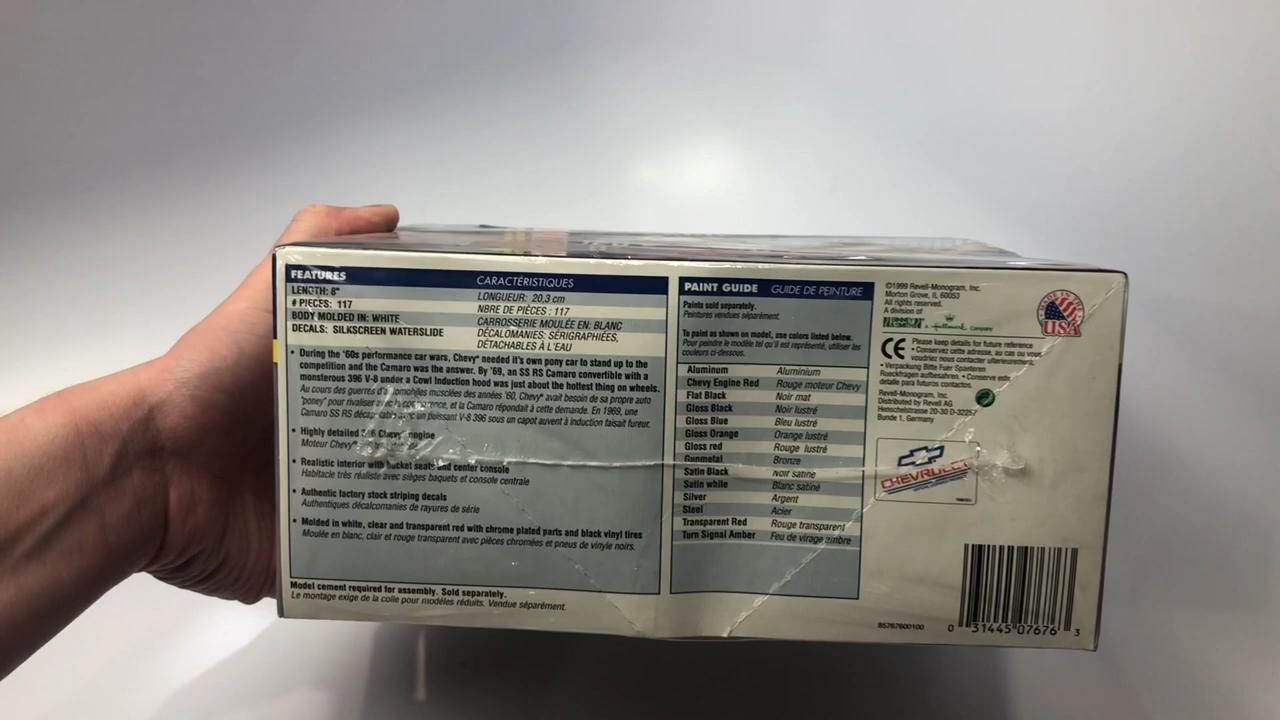 FEATURES
CARACTÉRISTIQUES
LENGTH: 8"
LONGUEUR: 20,3 cm
# PIECES: 117
NBRE DE PIÈCES : 117
BODY MOLDED IN: WHITE
CARROSSERIE MOULÉE EN: BLANC
DECALS: SILKSCREEN WATERSLIDE
DÉCALOMANIES: SÉRIGRAPHIÉES,
DÉTACHABLES À L'EAU
• During the '60s performance car wars, Chevy® needed it's own pony car to stand up to the
competition and the Camaro was the answer. By '69, an SS RS Camaro convertible with a
monsterous 396 V-8 under a Cowl Induction hood was just about the hottest thing on wheels.
Au cours des guerres d'automobiles musclées des années '60, Chevy® avait besoin de sa propre auto
"poney" pour rivaliser avec la concurrence, et la Camaro répondait à cette demande. En 1969, une
Camaro SS RS décapotable avec un puissant V-8 396 sous un capot auvent à induction faisait fureur.
• Highly detailed 396 Chevy® engine
Moteur Chevy®
• Realistic interior with bucket seats and center console
Habitacle très réaliste avec sièges baquets et console centrale
• Authentic factory stock striping decals
Authentiques décalcomanies de rayures de série
• Molded in white, clear and transparent red with chrome plated parts and black vinyl tires
Moulée en blanc, clair et rouge transparent avec pièces chromées et pneus de vinyle noirs.
Model cement required for assembly. Sold separately.
Le montage exige de la colle pour modèles réduits. Vendue séparément.
PAINT GUIDE GUIDE DE PEINTURE
Paints sold separately.
Peintures vendues séparément.
To paint as shown on model, use colors listed below.
Pour peindre le modèle tel qu'il est représenté, utiliser les
couleurs ci-dessous.
Aluminum Aluminium
Chevy Engine Red Rouge moteur Chevy
Flat Black Noir mat
Gloss Black Noir lustré
Gloss Blue Bleu lustré
Gloss Orange Orange lustré
Gloss red Rouge lustré
Gunmetal Bronze
Satin Black Noir satiné
Satin white Blanc satiné
Silver Argent
Steel Acier
Transparent Red Rouge transparent
Turn Signal Amber Feu de virage ambre
©1999 Revell-Monogram, Inc.
Morton Grove, IL 60053
All rights reserved.
A division of
a Hallmark Company
MADE IN THE
USA
CE
Please keep details for future reference
• Conservez cette adresse, au cas où vous
voudriez nous contacter ultérieurement.
• Verpackung Bitte Fuer Spaeteren
Rueckfragen aufbesahren. • Conserve este
detalle para futuros contactos.
Revell-Monogram, Inc.
Distributed by Revell AG
Henschelstrasse 20-30 D-32257
Bunde 1, Germany
CHEVROLET
85767600100
0 31445 07676 3